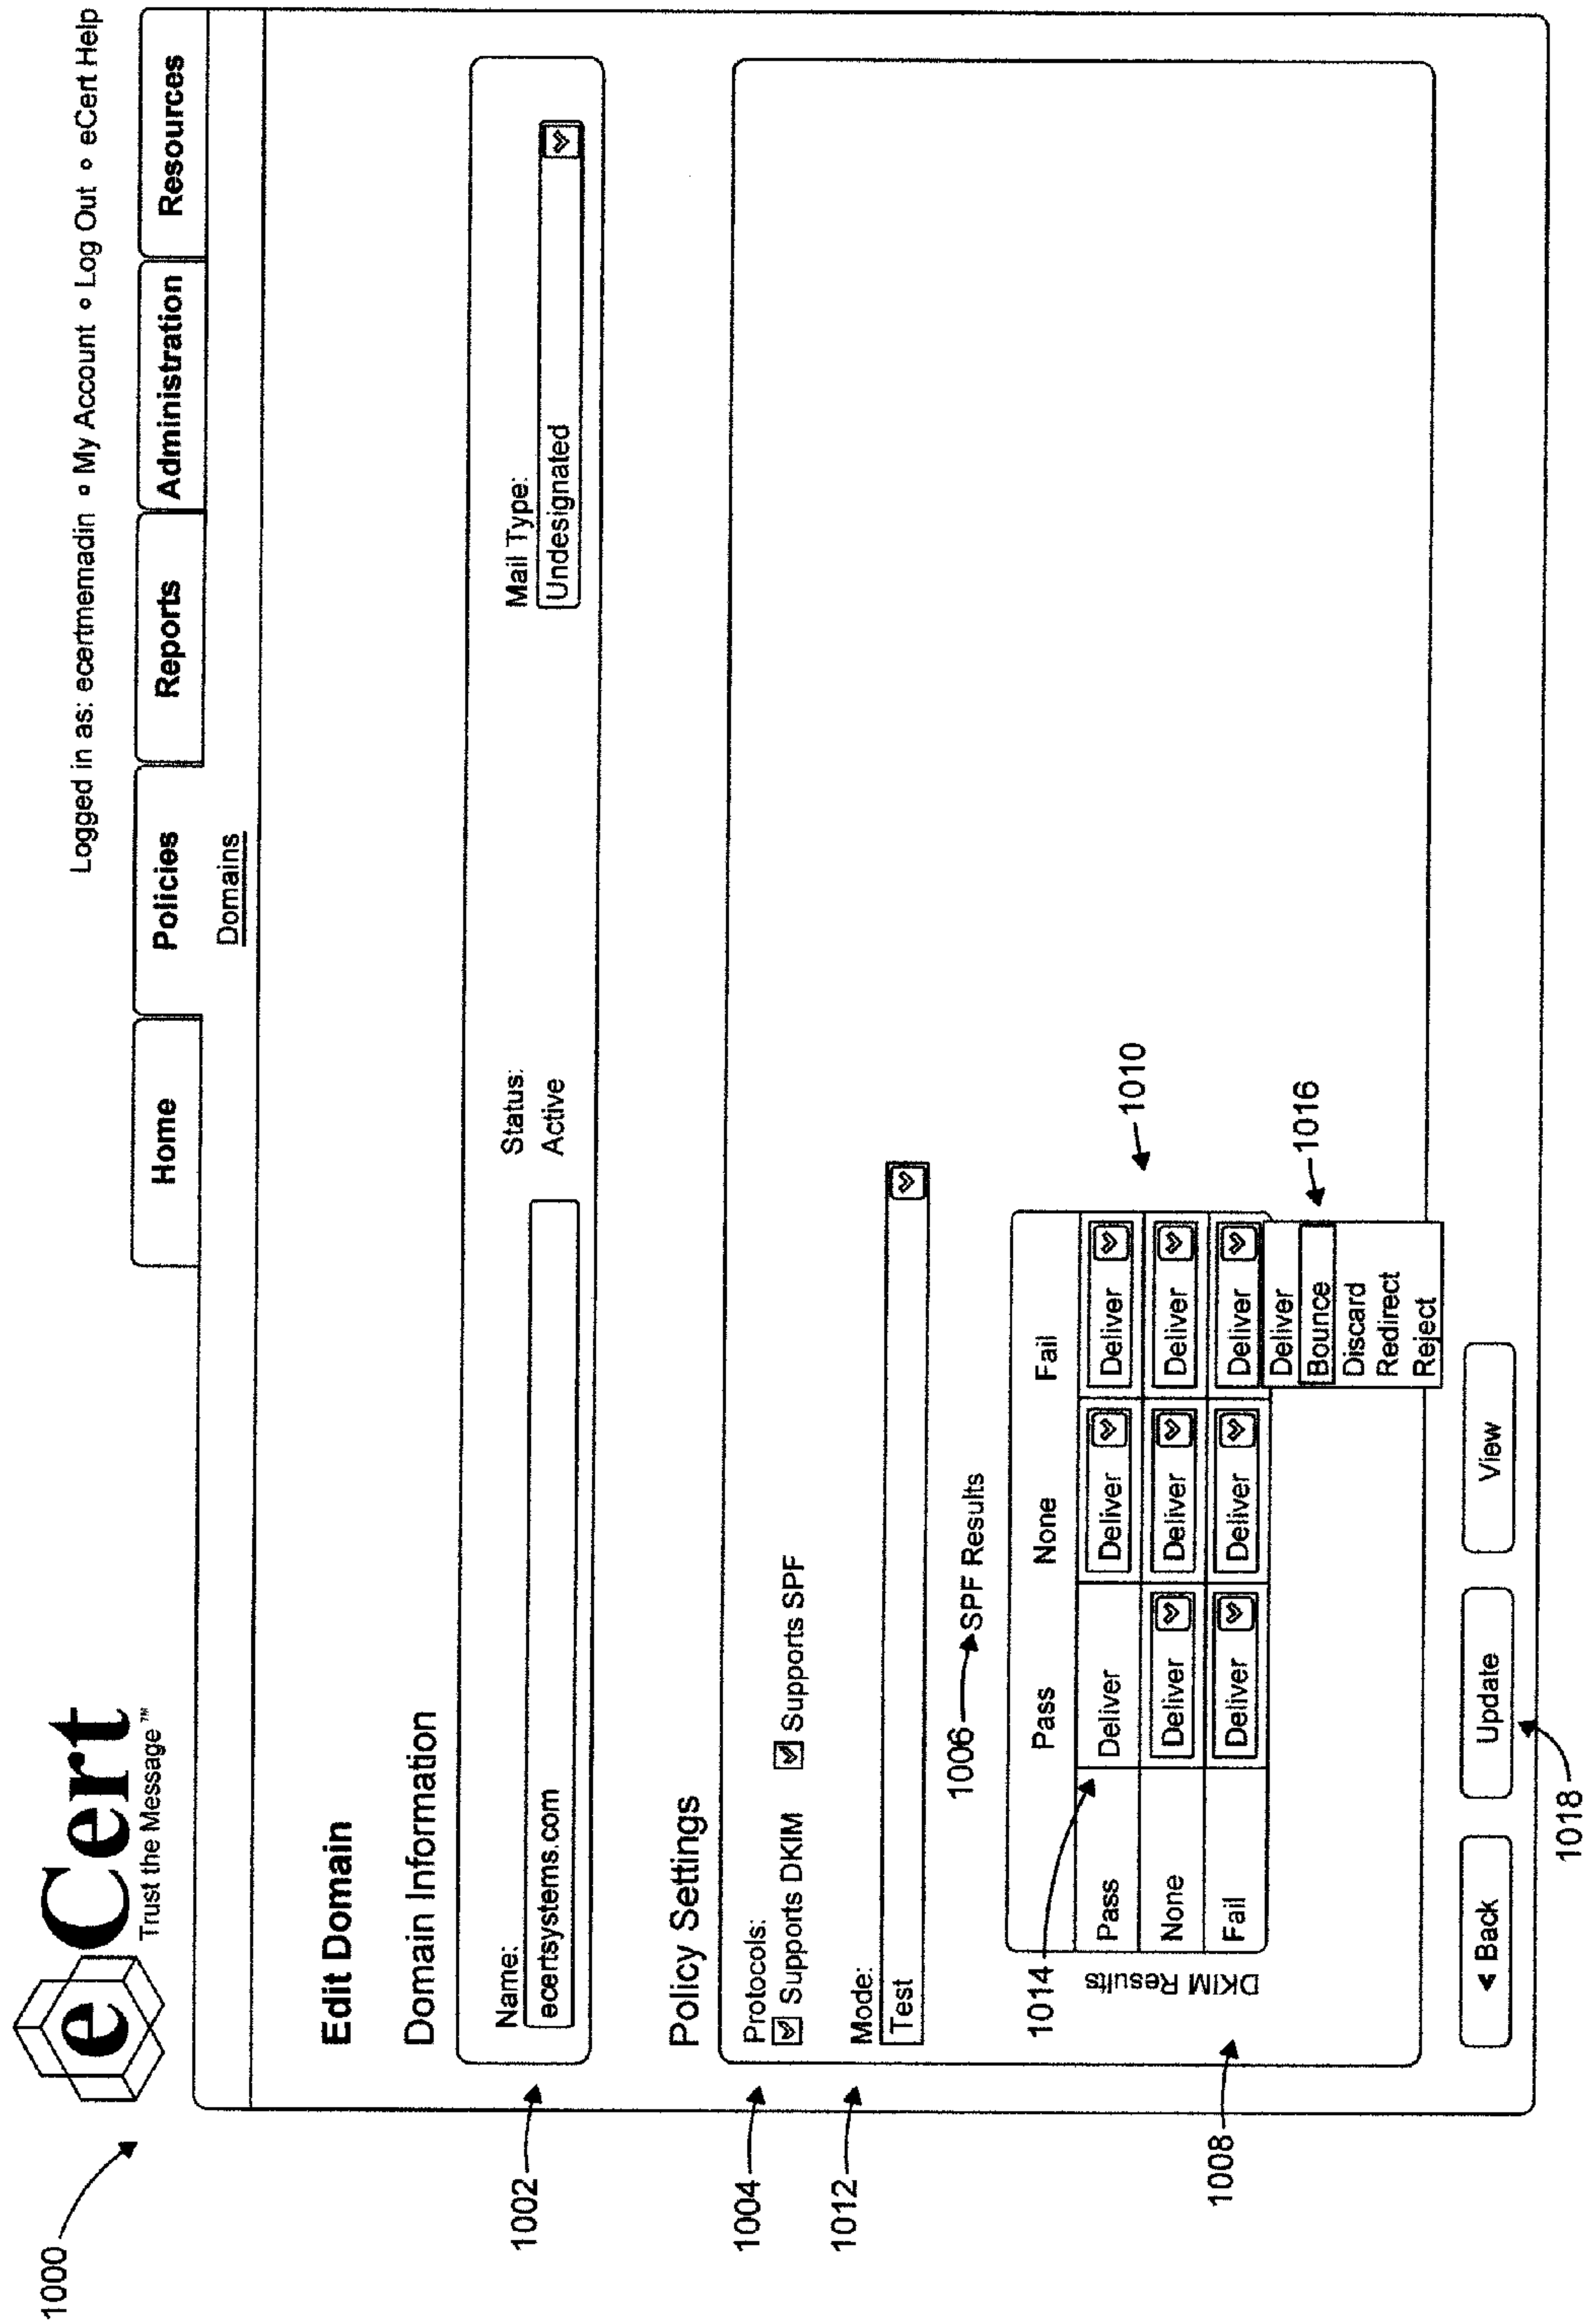 1000
eCert
Trust the Message™
Logged in as: ecertmemadin ∘ My Account ∘ Log Out ∘ eCert Help
Home Policies Reports Administration Resources
Domains
Edit Domain
Domain Information
1002
Name: Status: Mail Type:
ecertsystems.com Active Undesignated
Policy Settings
1004
Protocols:
Supports DKIM Supports SPF
1012
Mode:
Test
1006 SPF Results
1014
Pass None Fail
Pass Deliver Deliver Deliver
1010
None Deliver Deliver Deliver
Fail Deliver Deliver Deliver
DKIM Results
1008
Deliver
Bounce
1016
Discard
Redirect
Reject
Back Update View
1018